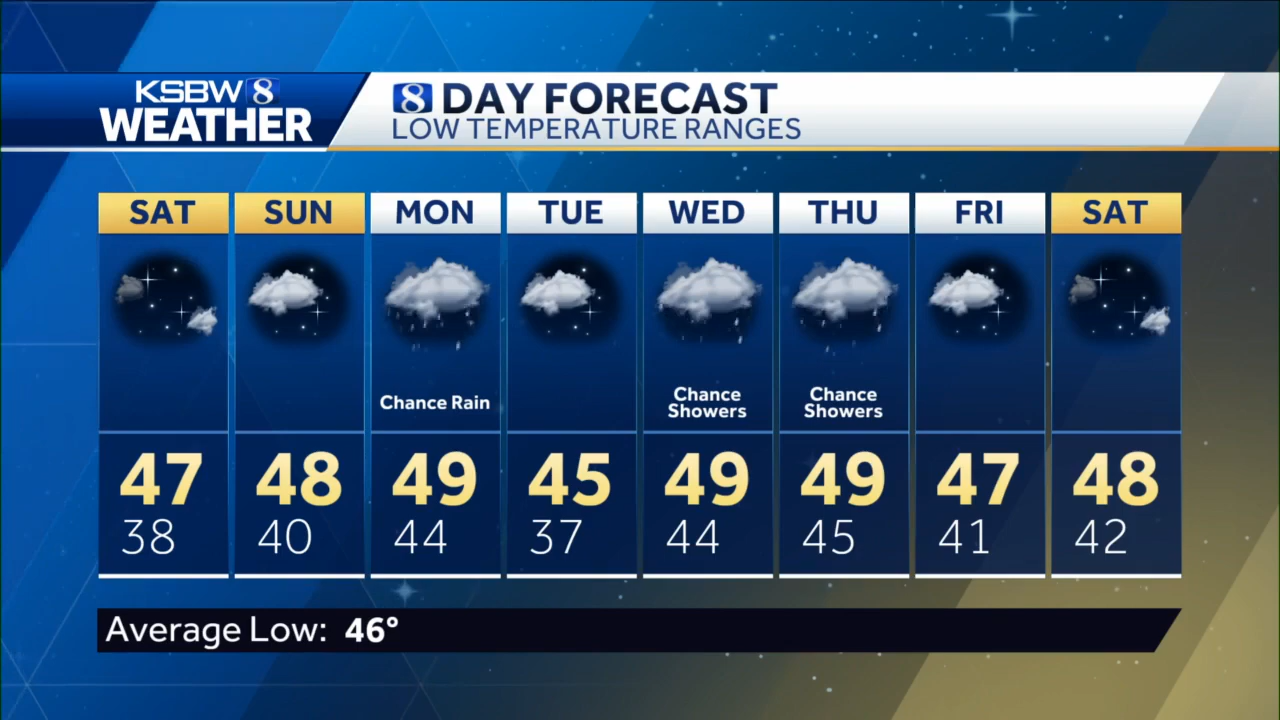 KSBW 8
WEATHER
8 DAY FORECAST
LOW TEMPERATURE RANGES
SAT SUN MON TUE WED THU FRI SAT
Chance Rain
Chance
Showers
Chance
Showers
47 48 49 45 49 49 47 48
38 40 44 37 44 45 41 42
Average Low: 46°